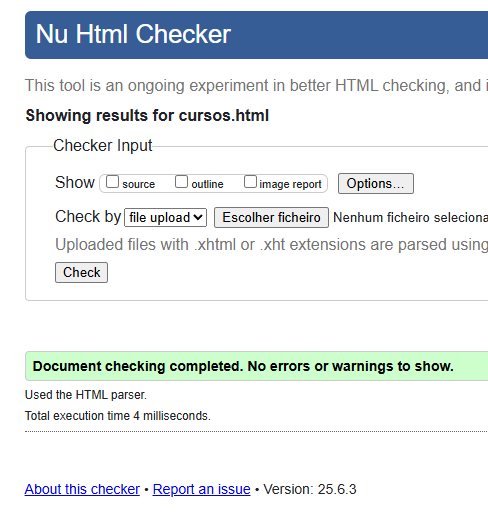 Nu Html Checker
This tool is an ongoing experiment in better HTML checking, and
Showing results for cursos.html
Checker Input
Show source outline image report Options...
Check by file upload Escolher ficheiro Nenhum ficheiro seleciona
Uploaded files with .xhtml or .xht extensions are parsed using
Check
Document checking completed. No errors or warnings to show.
Used the HTML parser.
Total execution time 4 milliseconds.
About this checker • Report an issue • Version: 25.6.3